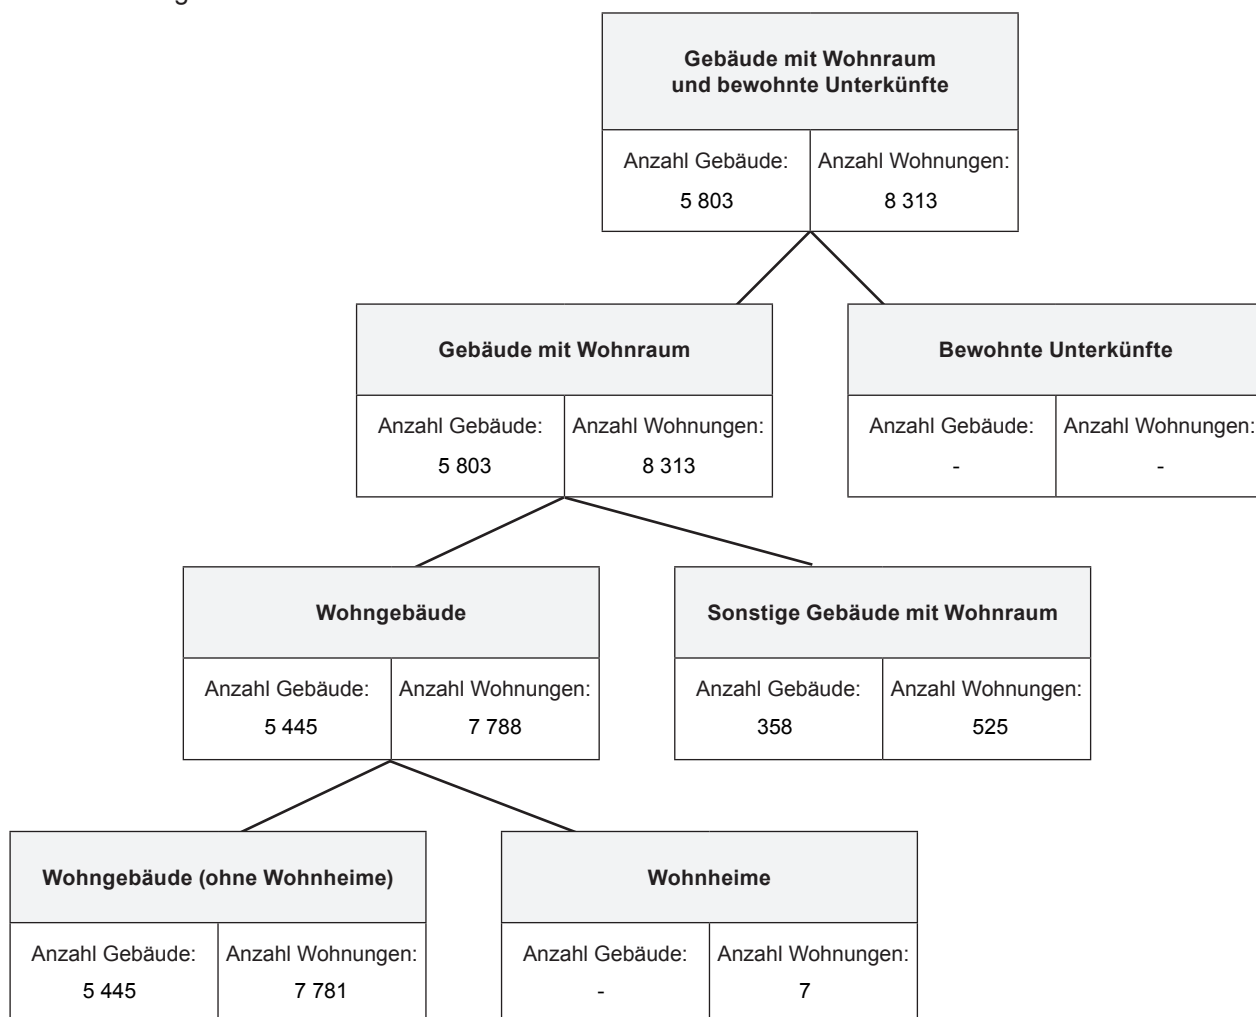 Gebäude mit Wohnraum
und bewohnte Unterkünfte
Anzahl Gebäude: Anzahl Wohnungen:
5 803 8 313
Gebäude mit Wohnraum Bewohnte Unterkünfte
Anzahl Gebäude: Anzahl Wohnungen: Anzahl Gebäude: Anzahl Wohnungen:
5 803 8 313 - -
Wohngebäude Sonstige Gebäude mit Wohnraum
Anzahl Gebäude: Anzahl Wohnungen: Anzahl Gebäude: Anzahl Wohnungen:
5 445 7 788 358 525
Wohngebäude (ohne Wohnheime) Wohnheime
Anzahl Gebäude: Anzahl Wohnungen: Anzahl Gebäude: Anzahl Wohnungen:
5 445 7 781 - 7